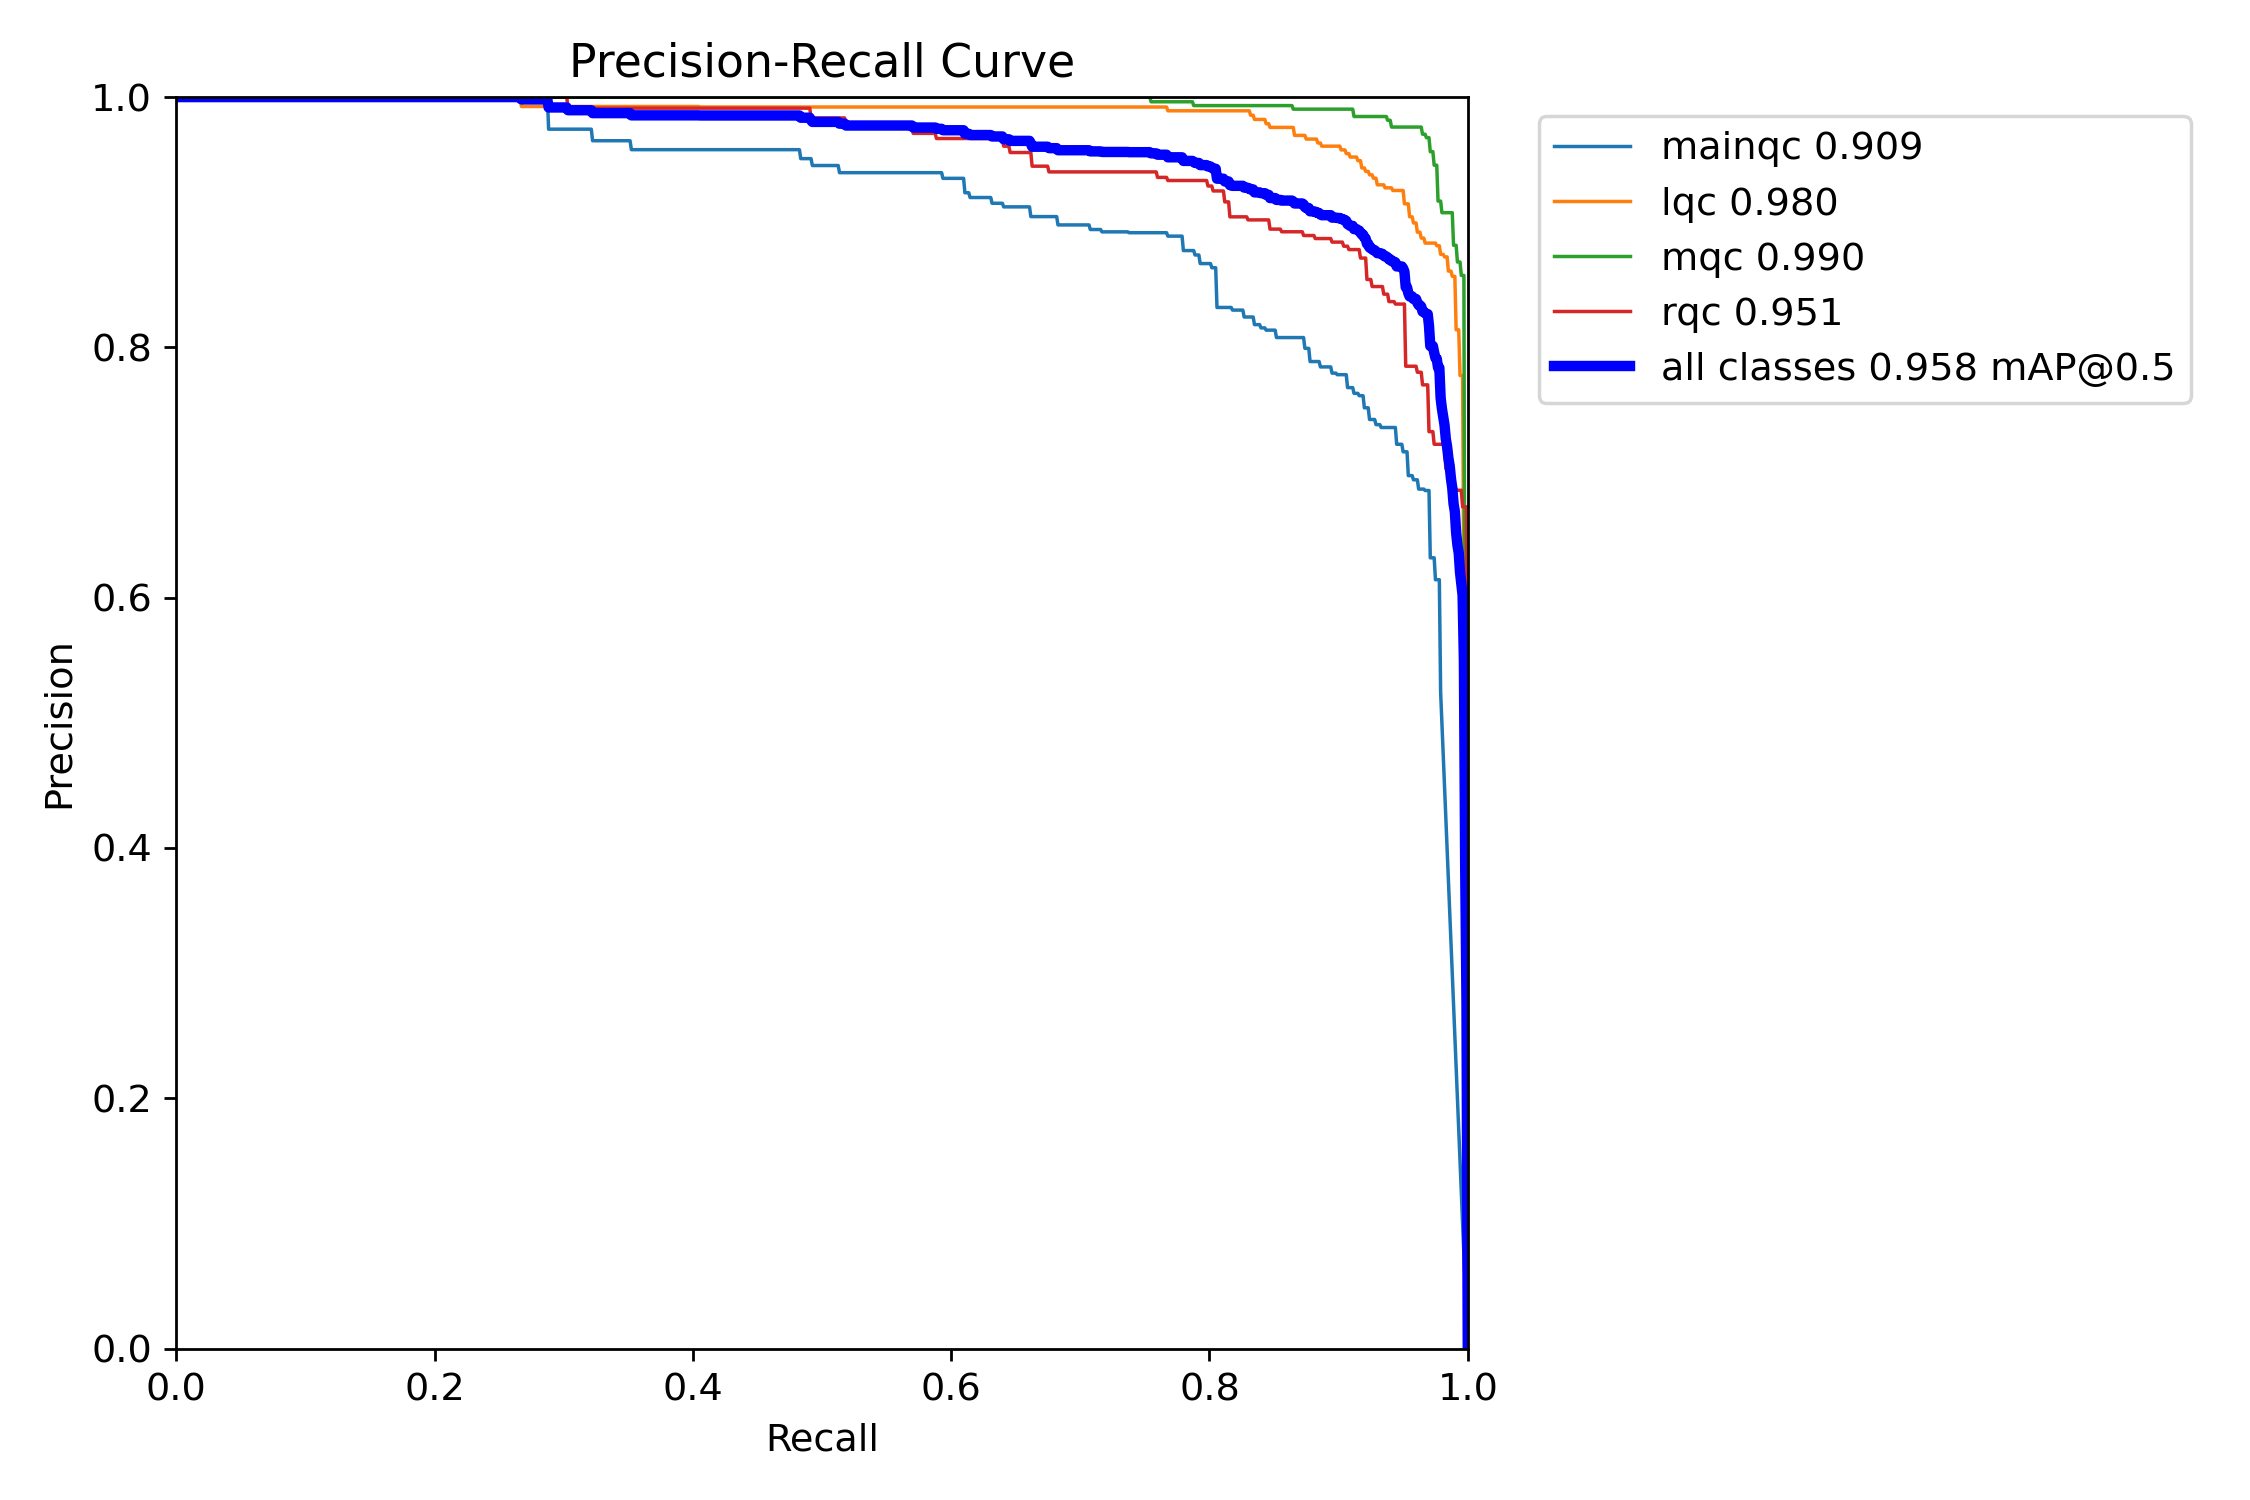 Precision-Recall Curve
1.0
0.8
0.6
0.4
0.2
0.0
Precision
0.0 0.2 0.4 0.6 0.8 1.0
Recall
mainqc 0.909
lqc 0.980
mqc 0.990
rqc 0.951
all classes 0.958 mAP@0.5